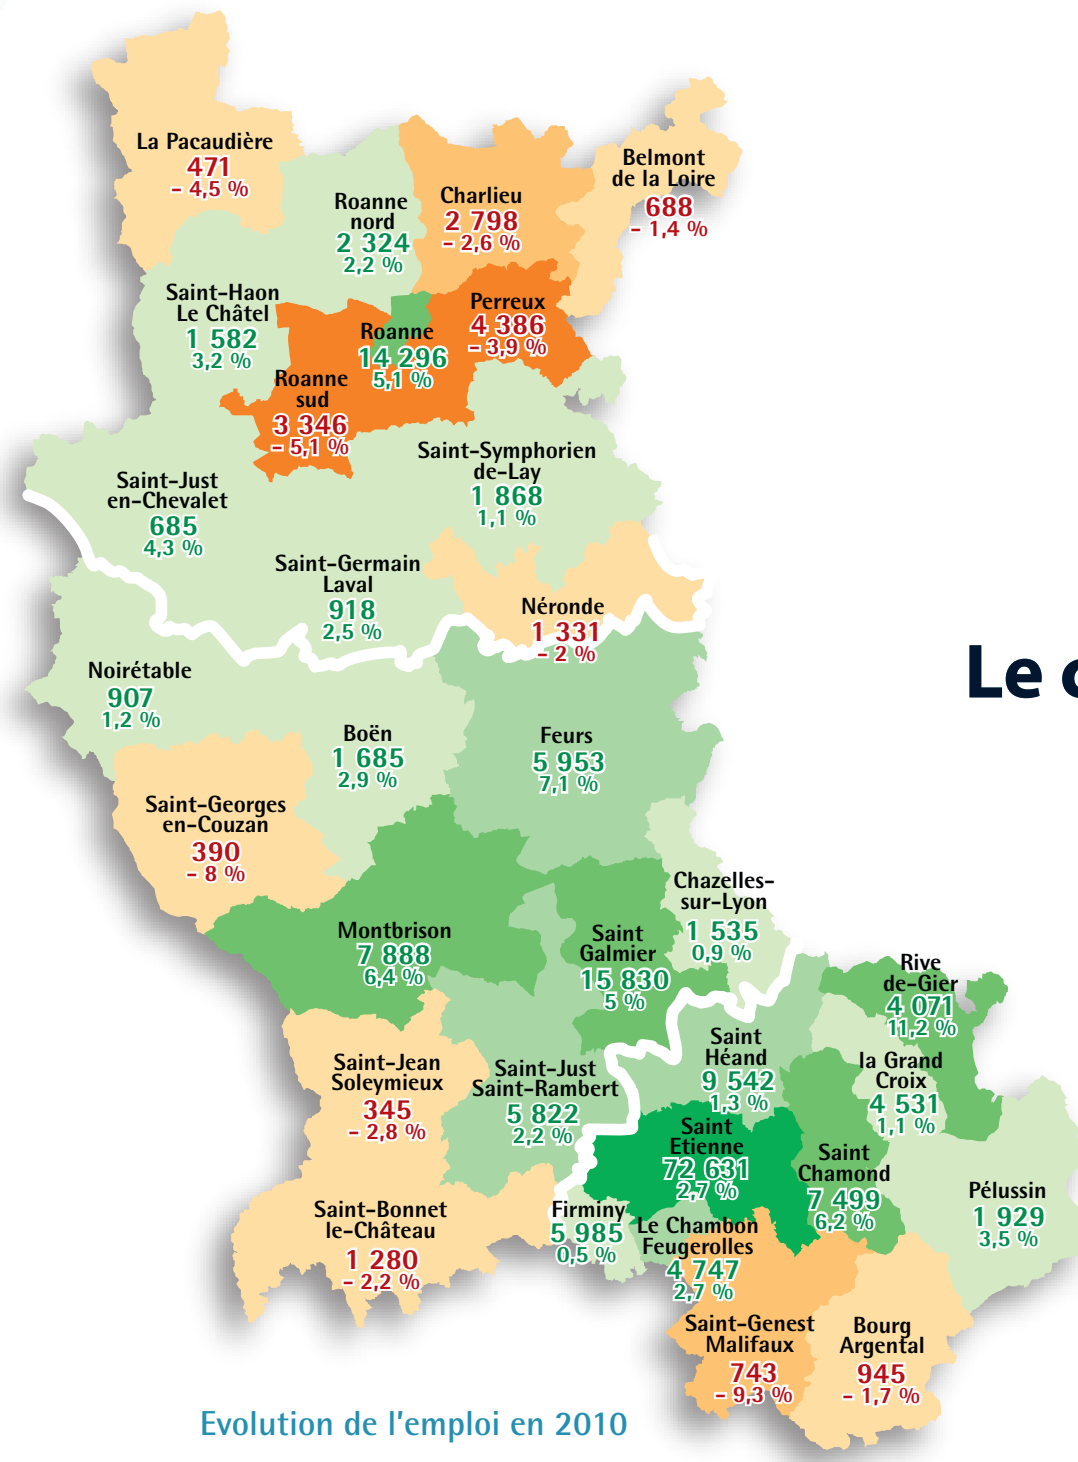 La Pacaudière
471
- 4,5 %
Belmont
de la Loire
688
- 1,4 %
Roanne
nord
2 324
2,2 %
Charlieu
2 798
- 2,6 %
Saint-Haon
Le Châtel
1 582
3,2 %
Roanne
14 296
5,1 %
Perreux
4 386
- 3,9 %
Roanne
sud
3 346
- 5,1 %
Saint-Symphorien
de-Lay
1 868
1,1 %
Saint-Just
en-Chevalet
685
4,3 %
Saint-Germain
Laval
918
2,5 %
Néronde
1 331
- 2 %
Noirétable
907
1,2 %
Boën
1 685
2,9 %
Feurs
5 953
7,1 %
Le
Saint-Georges
en-Couzan
390
- 8 %
Chazelles-
sur-Lyon
1 535
0,9 %
Montbrison
7 888
6,4 %
Saint
Galmier
15 830
5 %
Rive
de-Gier
4 071
11,2 %
Saint-Jean
Soleymieux
345
- 2,8 %
Saint-Just
Saint-Rambert
5 822
2,2 %
Saint
Héand
9 542
1,3 %
la Grand
Croix
4 531
1,1 %
Saint
Etienne
72 631
2,7 %
Saint
Chamond
7 499
6,2 %
Pélussin
1 929
3,5 %
Saint-Bonnet
le-Château
1 280
- 2,2 %
Firminy
5 985
0,5 %
Le Chambon
Feugerolles
4 747
2,7 %
Saint-Genest
Malifaux
743
- 9,3 %
Bourg
Argental
945
- 1,7 %
Evolution de l'emploi en 2010